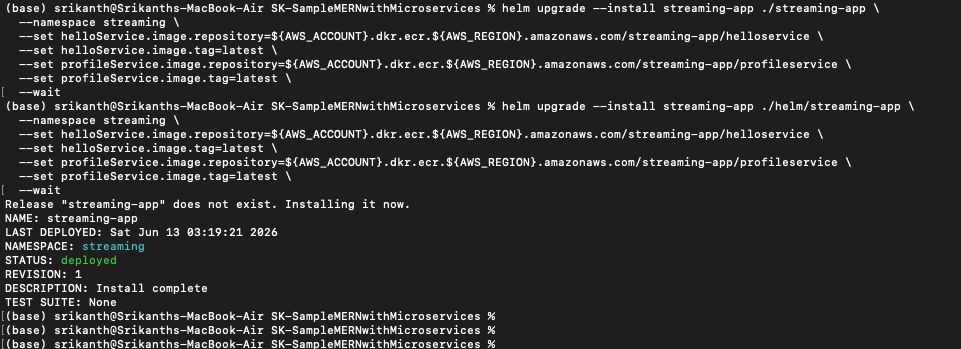 (base) srikanth@Srikanths-MacBook-Air SK-SampleMERNwithMicroservices % helm upgrade --install streaming-app ./streaming-app \
  --namespace streaming \
  --set helloService.image.repository=${AWS_ACCOUNT}.dkr.ecr.${AWS_REGION}.amazonaws.com/streaming-app/helloservice \
  --set helloService.image.tag=latest \
  --set profileService.image.repository=${AWS_ACCOUNT}.dkr.ecr.${AWS_REGION}.amazonaws.com/streaming-app/profileservice \
  --set profileService.image.tag=latest \
[  --wait
(base) srikanth@Srikanths-MacBook-Air SK-SampleMERNwithMicroservices % helm upgrade --install streaming-app ./helm/streaming-app \
  --namespace streaming \
  --set helloService.image.repository=${AWS_ACCOUNT}.dkr.ecr.${AWS_REGION}.amazonaws.com/streaming-app/helloservice \
  --set helloService.image.tag=latest \
  --set profileService.image.repository=${AWS_ACCOUNT}.dkr.ecr.${AWS_REGION}.amazonaws.com/streaming-app/profileservice \
  --set profileService.image.tag=latest \
[  --wait
Release "streaming-app" does not exist. Installing it now.
NAME: streaming-app
LAST DEPLOYED: Sat Jun 13 03:19:21 2026
NAMESPACE: streaming
STATUS: deployed
REVISION: 1
DESCRIPTION: Install complete
TEST SUITE: None
[(base) srikanth@Srikanths-MacBook-Air SK-SampleMERNwithMicroservices %
[(base) srikanth@Srikanths-MacBook-Air SK-SampleMERNwithMicroservices %
[(base) srikanth@Srikanths-MacBook-Air SK-SampleMERNwithMicroservices %